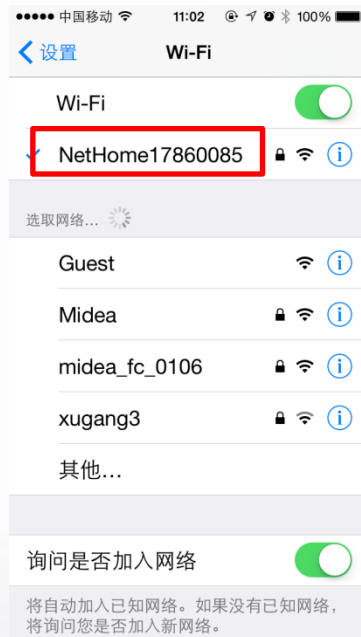 中国移动 11:02 100%
设置 Wi-Fi
Wi-Fi
NetHome17860085
选取网络...
Guest
Midea
midea_fc_0106
xugang3
其他...
询问是否加入网络
将自动加入已知网络。如果没有已知网络，
将询问您是否加入新网络。